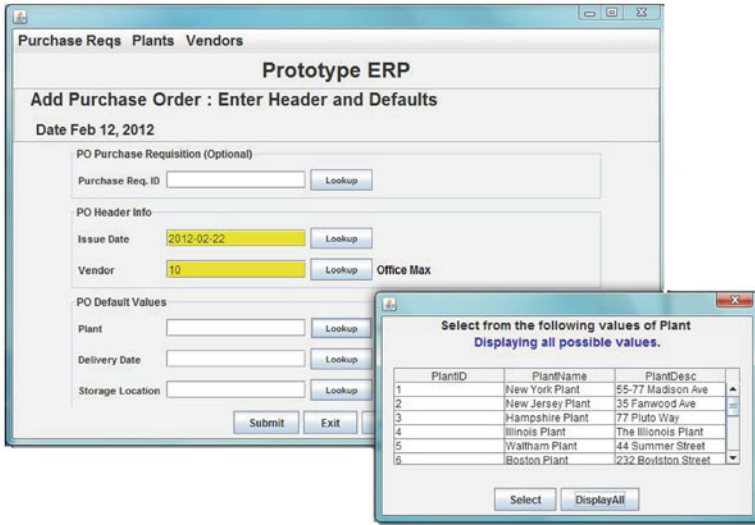 Purchase Reqs Plants Vendors
Prototype ERP
Add Purchase Order : Enter Header and Defaults
Date Feb 12, 2012
PO Purchase Requisition (Optional)
Purchase Req. ID Lookup
PO Header Info
Issue Date 2012-02-22 Lookup
Vendor 10 Lookup Office Max
PO Default Values
Plant Lookup
Delivery Date Lookup
Storage Location Lookup
Submit Exit
Select from the following values of Plant
Displaying all possible values.
PlantID PlantName PlantDesc
1 New York Plant 55-77 Madison Ave
2 New Jersey Plant 35 Fanwood Ave
3 Hampshire Plant 77 Pluto Way
4 Illinois Plant The Illionois Plant
5 Waltham Plant 44 Summer Street
6 Boston Plant 232 Boylston Street
Select DisplayAll